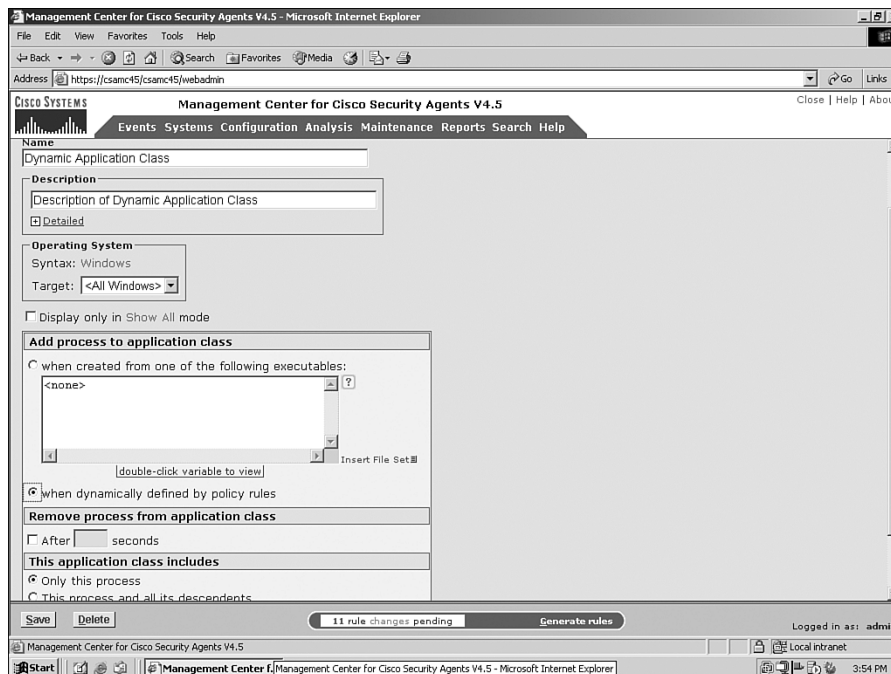 Management Center for Cisco Security Agents V4.5 - Microsoft Internet Explorer
File Edit View Favorites Tools Help
Back Search Favorites Media
Address https://csamc45/csamc45/webadmin Go Links
CISCO SYSTEMS
Management Center for Cisco Security Agents V4.5
Close | Help | Abou
Events Systems Configuration Analysis Maintenance Reports Search Help
Name
Dynamic Application Class
Description
Description of Dynamic Application Class
Detailed
Operating System
Syntax: Windows
Target: <All Windows>
Display only in Show All mode
Add process to application class
when created from one of the following executables:
<none>
?
Insert File Set
double-click variable to view
when dynamically defined by policy rules
Remove process from application class
After seconds
This application class includes
Only this process
This process and all its descendents
Save Delete
11 rule changes pending Generate rules
Logged in as: admi
Management Center for Cisco Security Agents V4.5
Local intranet
Start
Management Center f.
Management Center for Cisco Security Agents V4.5 - Microsoft Internet Explorer
3:54 PM